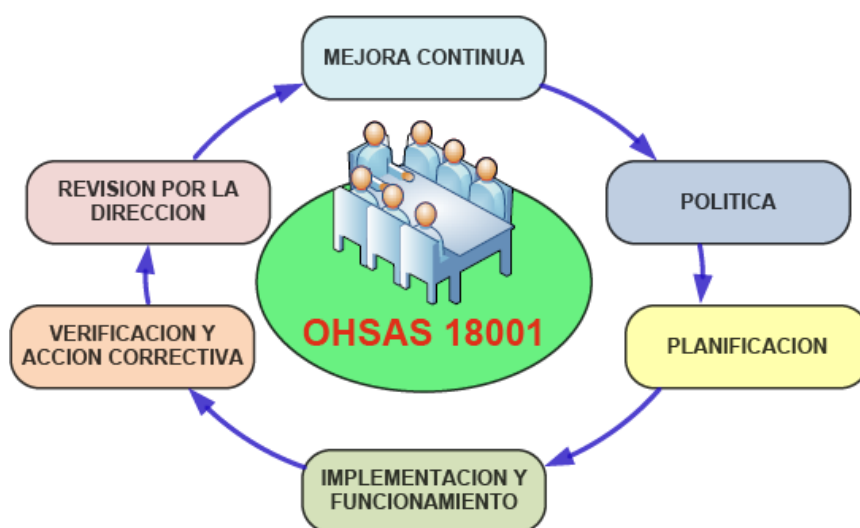 MEJORA CONTINUA
POLITICA
PLANIFICACION
IMPLEMENTACION Y
FUNCIONAMIENTO
VERIFICACION Y
ACCION CORRECTIVA
REVISION POR LA
DIRECCION
OHSAS 18001